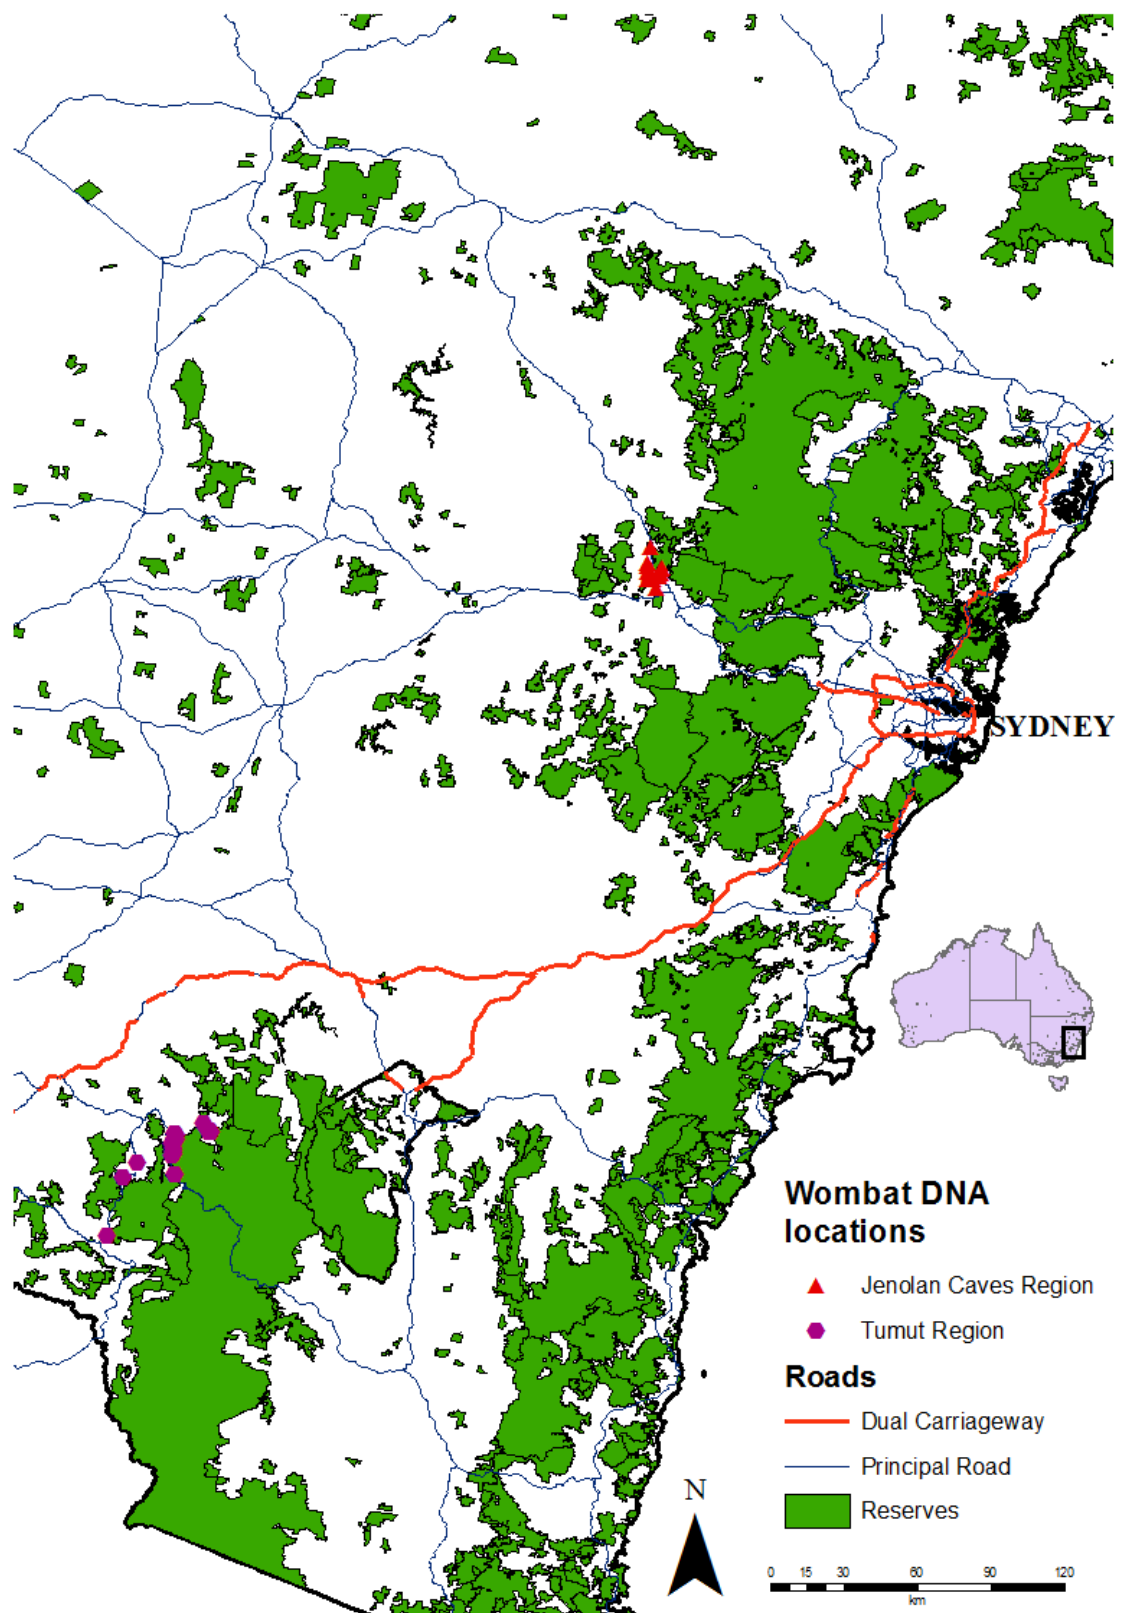 SYDNEY
Wombat DNA
locations
Jenolan Caves Region
Tumut Region
Roads
Dual Carriageway
Principal Road
Reserves
N
0 15 30 60 90 120
km